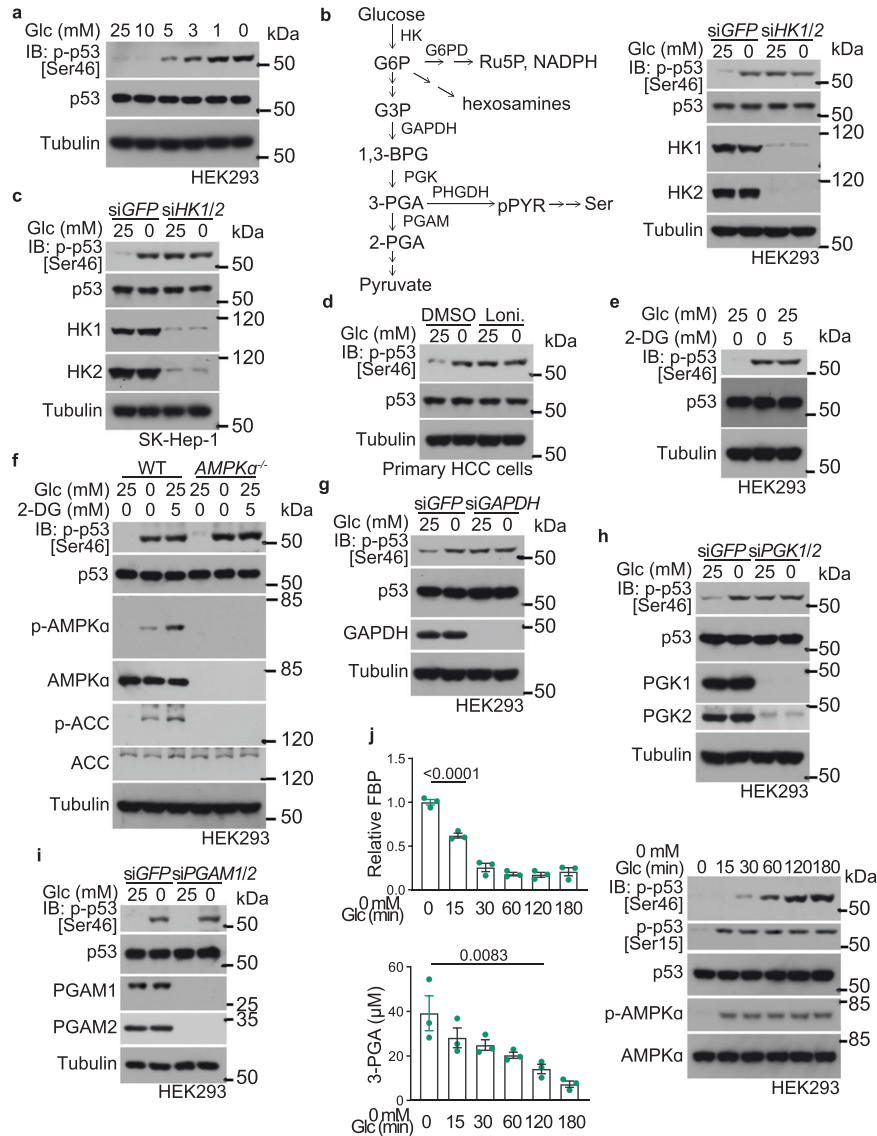 a
Glc (mM) 25 10 5 3 1 0 kDa
IB: p-p53
[Ser46]
50
p53
50
Tubulin
50
HEK293
b
Glucose
HK
G6P
G6PD
Ru5P, NADPH
hexosamines
G3P
GAPDH
1,3-BPG
PGK
3-PGA
PHGDH
pPYR
Ser
PGAM
2-PGA
Pyruvate
siGFP siHK1/2
Glc (mM) 25 0 25 0 kDa
IB: p-p53
[Ser46]
50
p53
50
120
HK1
120
HK2
Tubulin
50
HEK293
c
siGFP siHK1/2
Glc (mM) 25 0 25 0 kDa
IB: p-p53
[Ser46]
50
p53
50
120
HK1
120
HK2
Tubulin
50
SK-Hep-1
d
DMSO Loni.
Glc (mM) 25 0 25 0 kDa
IB: p-p53
[Ser46]
50
p53
50
Tubulin
50
Primary HCC cells
e
Glc (mM) 25 0 25
2-DG (mM) 0 0 5 kDa
IB: p-p53
[Ser46]
50
p53
50
Tubulin
50
HEK293
f
WT AMPKα-/-
Glc (mM) 25 0 25 25 0 25
2-DG (mM) 0 0 5 0 0 5 kDa
IB: p-p53
[Ser46]
50
p53
50
85
p-AMPKα
85
AMPKα
p-ACC
120
ACC
120
Tubulin
50
HEK293
g
siGFP siGAPDH
Glc (mM) 25 0 25 0 kDa
IB: p-p53
[Ser46]
50
p53
50
50
GAPDH
Tubulin
50
HEK293
h
siGFP siPGK1/2
Glc (mM) 25 0 25 0 kDa
IB: p-p53
[Ser46]
50
p53
50
50
PGK1
50
PGK2
Tubulin
50
HEK293
i
siGFP siPGAM1/2
Glc (mM) 25 0 25 0 kDa
IB: p-p53
[Ser46]
50
p53
50
PGAM1
25
35
PGAM2
Tubulin
50
HEK293
j
Relative FBP
1.5
1.0
0.5
0.0
<0.0001
0 mM
Glc (min) 0 15 30 60 120 180
3-PGA (μM)
60
40
20
0
0.0083
0 mM
Glc (min) 0 15 30 60 120 180
0 mM
Glc (min) 0 15 30 60 120 180
kDa
IB: p-p53
[Ser46]
50
p-p53
[Ser15]
50
p53
50
85
p-AMPKα
85
AMPKα
HEK293